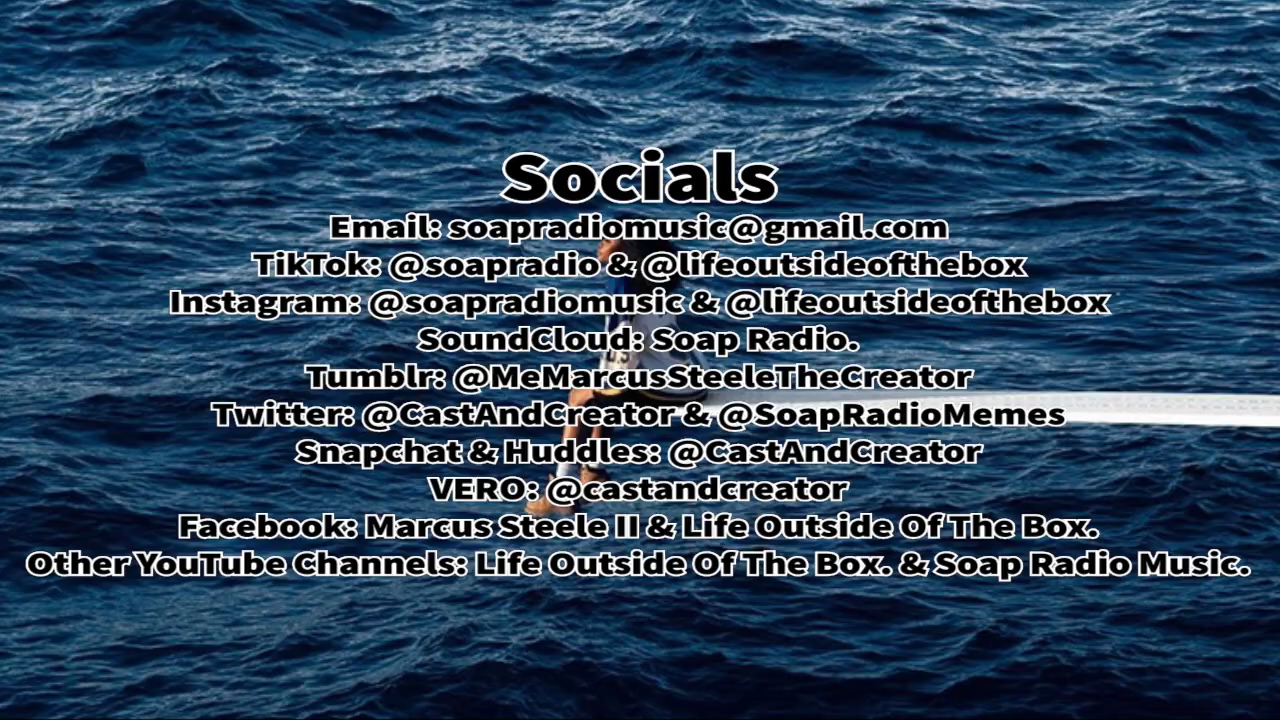 Socials
Email: soapradiomusic@gmail.com
TikTok: @soapradio & @lifeoutsideofthebox
Instagram: @soapradiomusic & @lifeoutsideofthebox
SoundCloud: Soap Radio.
Tumblr: @MeMarcusSteeleTheCreator
Twitter: @CastAndCreator & @SoapRadioMemes
Snapchat & Huddles: @CastAndCreator
VERO: @castandcreator
Facebook: Marcus Steele II & Life Outside Of The Box.
Other YouTube Channels: Life Outside Of The Box. & Soap Radio Music.